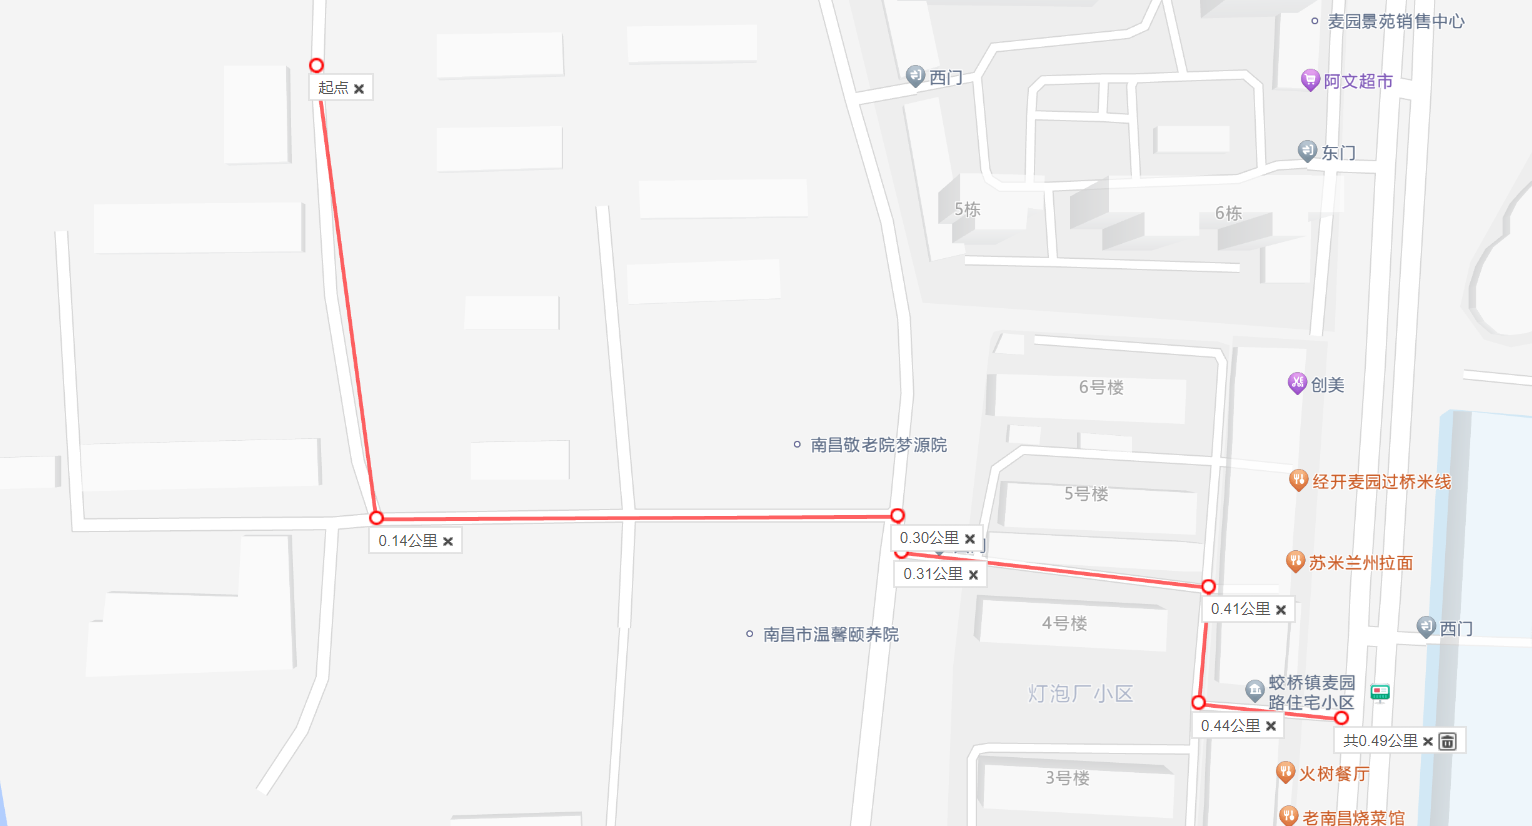 麦园景苑销售中心
西门
阿文超市
起点
东门
5栋
6栋
6号楼
创美
南昌敬老院梦源院
经开麦园过桥米线
5号楼
0.14公里
0.30公里
门
苏米兰州拉面
0.31公里
0.41公里
4号楼
南昌市温馨颐养院
西门
灯泡厂小区
蛟桥镇麦园
路住宅小区
0.44公里
共0.49公里
3号楼
火树餐厅
老南昌烧菜馆